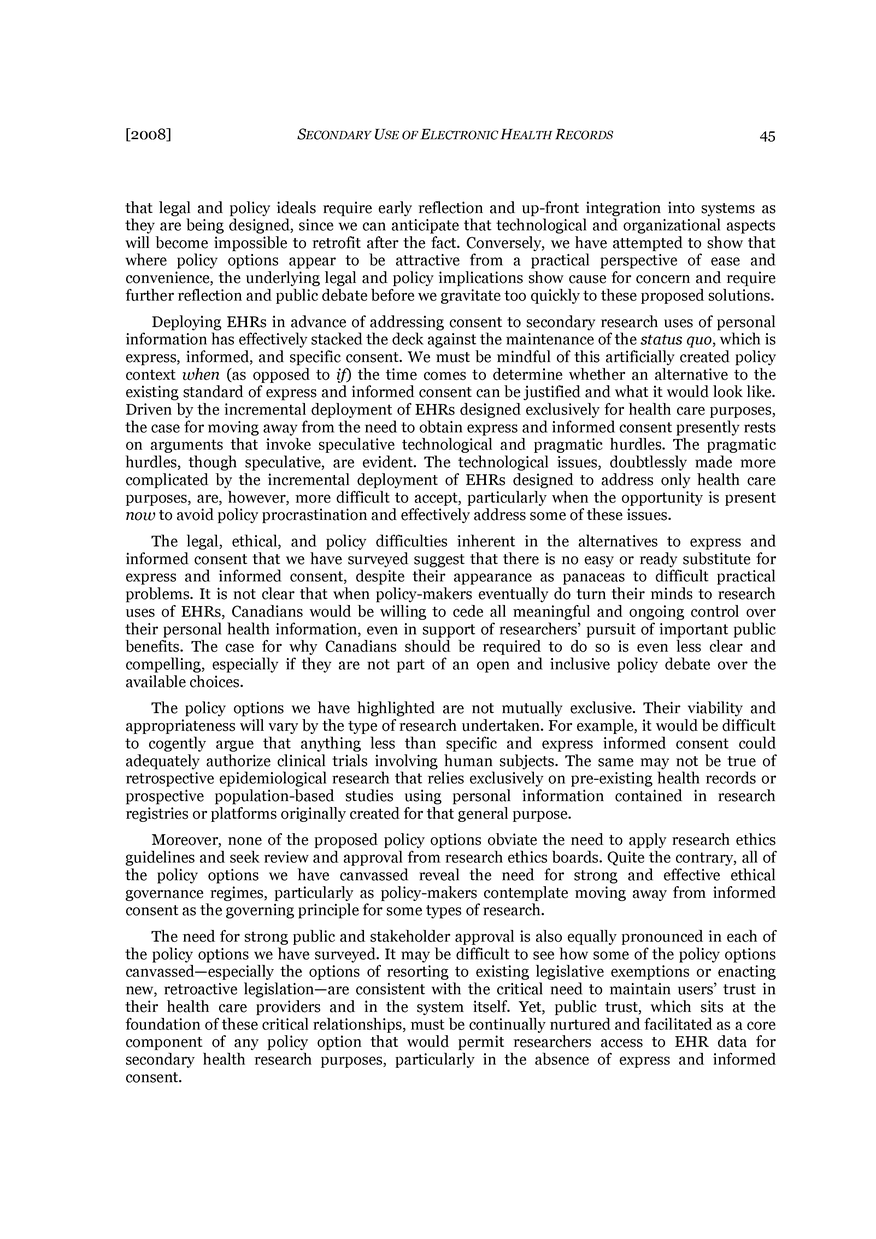 [2008] SECONDARY USE OF ELECTRONIC HEALTH RECORDS 45
that legal and policy ideals require early reflection and up-front integration into systems as
they are being designed, since we can anticipate that technological and organizational aspects
will become impossible to retrofit after the fact. Conversely, we have attempted to show that
where policy options appear to be attractive from a practical perspective of ease and
convenience, the underlying legal and policy implications show cause for concern and require
further reflection and public debate before we gravitate too quickly to these proposed solutions.
Deploying EHRs in advance of addressing consent to secondary research uses of personal
information has effectively stacked the deck against the maintenance of the status quo, which is
express, informed, and specific consent. We must be mindful of this artificially created policy
context when (as opposed to if) the time comes to determine whether an alternative to the
existing standard of express and informed consent can be justified and what it would look like.
Driven by the incremental deployment of EHRs designed exclusively for health care purposes,
the case for moving away from the need to obtain express and informed consent presently rests
on arguments that invoke speculative technological and pragmatic hurdles. The pragmatic
hurdles, though speculative, are evident. The technological issues, doubtlessly made more
complicated by the incremental deployment of EHRs designed to address only health care
purposes, are, however, more difficult to accept, particularly when the opportunity is present
now to avoid policy procrastination and effectively address some of these issues.
The legal, ethical, and policy difficulties inherent in the alternatives to express and
informed consent that we have surveyed suggest that there is no easy or ready substitute for
express and informed consent, despite their appearance as panaceas to difficult practical
problems. It is not clear that when policy-makers eventually do turn their minds to research
uses of EHRs, Canadians would be willing to cede all meaningful and ongoing control over
their personal health information, even in support of researchers’ pursuit of important public
benefits. The case for why Canadians should be required to do so is even less clear and
compelling, especially if they are not part of an open and inclusive policy debate over the
available choices.
The policy options we have highlighted are not mutually exclusive. Their viability and
appropriateness will vary by the type of research undertaken. For example, it would be difficult
to cogently argue that anything less than specific and express informed consent could
adequately authorize clinical trials involving human subjects. The same may not be true of
retrospective epidemiological research that relies exclusively on pre-existing health records or
prospective population-based studies using personal information contained in research
registries or platforms originally created for that general purpose.
Moreover, none of the proposed policy options obviate the need to apply research ethics
guidelines and seek review and approval from research ethics boards. Quite the contrary, all of
the policy options we have canvassed reveal the need for strong and effective ethical
governance regimes, particularly as policy-makers contemplate moving away from informed
consent as the governing principle for some types of research.
The need for strong public and stakeholder approval is also equally pronounced in each of
the policy options we have surveyed. It may be difficult to see how some of the policy options
canvassed—especially the options of resorting to existing legislative exemptions or enacting
new, retroactive legislation—are consistent with the critical need to maintain users’ trust in
their health care providers and in the system itself. Yet, public trust, which sits at the
foundation of these critical relationships, must be continually nurtured and facilitated as a core
component of any policy option that would permit researchers access to EHR data for
secondary health research purposes, particularly in the absence of express and informed
consent.